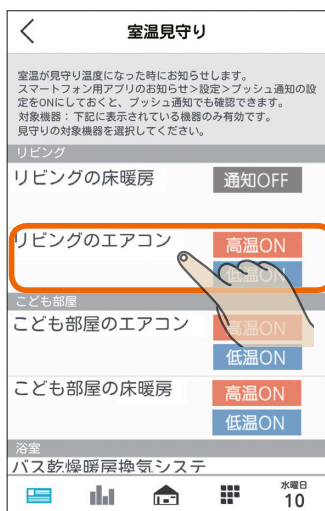 室温見守り
室温が見守り温度になった時にお知らせします。
スマートフォン用アプリのお知らせ＞設定＞プッシュ通知の設
定をONにしておくと、プッシュ通知でも確認できます。
対象機器：下記に表示されている機器のみ有効です。
見守りの対象機器を選択してください。
リビング
リビングの床暖房 通知OFF
リビングのエアコン 高温ON
低温ON
こども部屋
こども部屋のエアコン 高温ON
低温ON
こども部屋の床暖房 高温ON
低温ON
浴室
バス乾燥暖房換気システ
水曜日
10